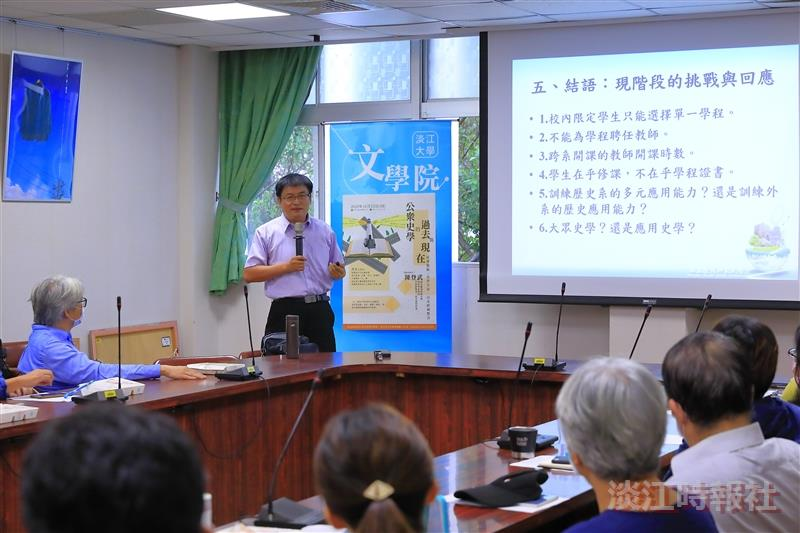 五、結語：現階段的挑戰與回應
• 1.校內限定學生只能選擇單一學程。
• 2.不能為學程聘任教師。
• 3.跨系開課的教師開課時數。
• 4.學生在乎修課，不在乎學程證書。
• 5.訓練歷史系的多元應用能力？還是訓練外
系的歷史應用能力？
• 6.大眾史學？還是應用史學？
淡江
大學
文學院
公眾史學
過去
現在
陳登武
淡江時報社